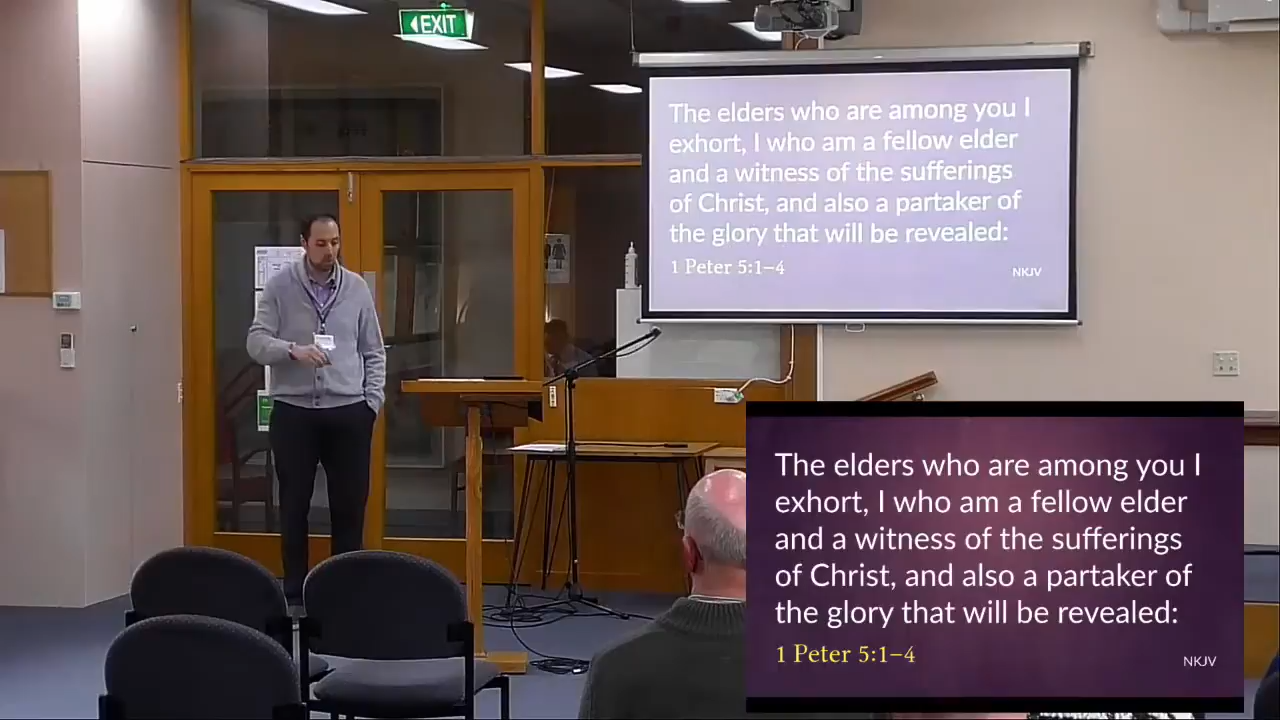 EXIT
The elders who are among you I
exhort, I who am a fellow elder
and a witness of the sufferings
of Christ, and also a partaker of
the glory that will be revealed:
1 Peter 5:1–4
NKJV
The elders who are among you I
exhort, I who am a fellow elder
and a witness of the sufferings
of Christ, and also a partaker of
the glory that will be revealed:
1 Peter 5:1–4
NKJV